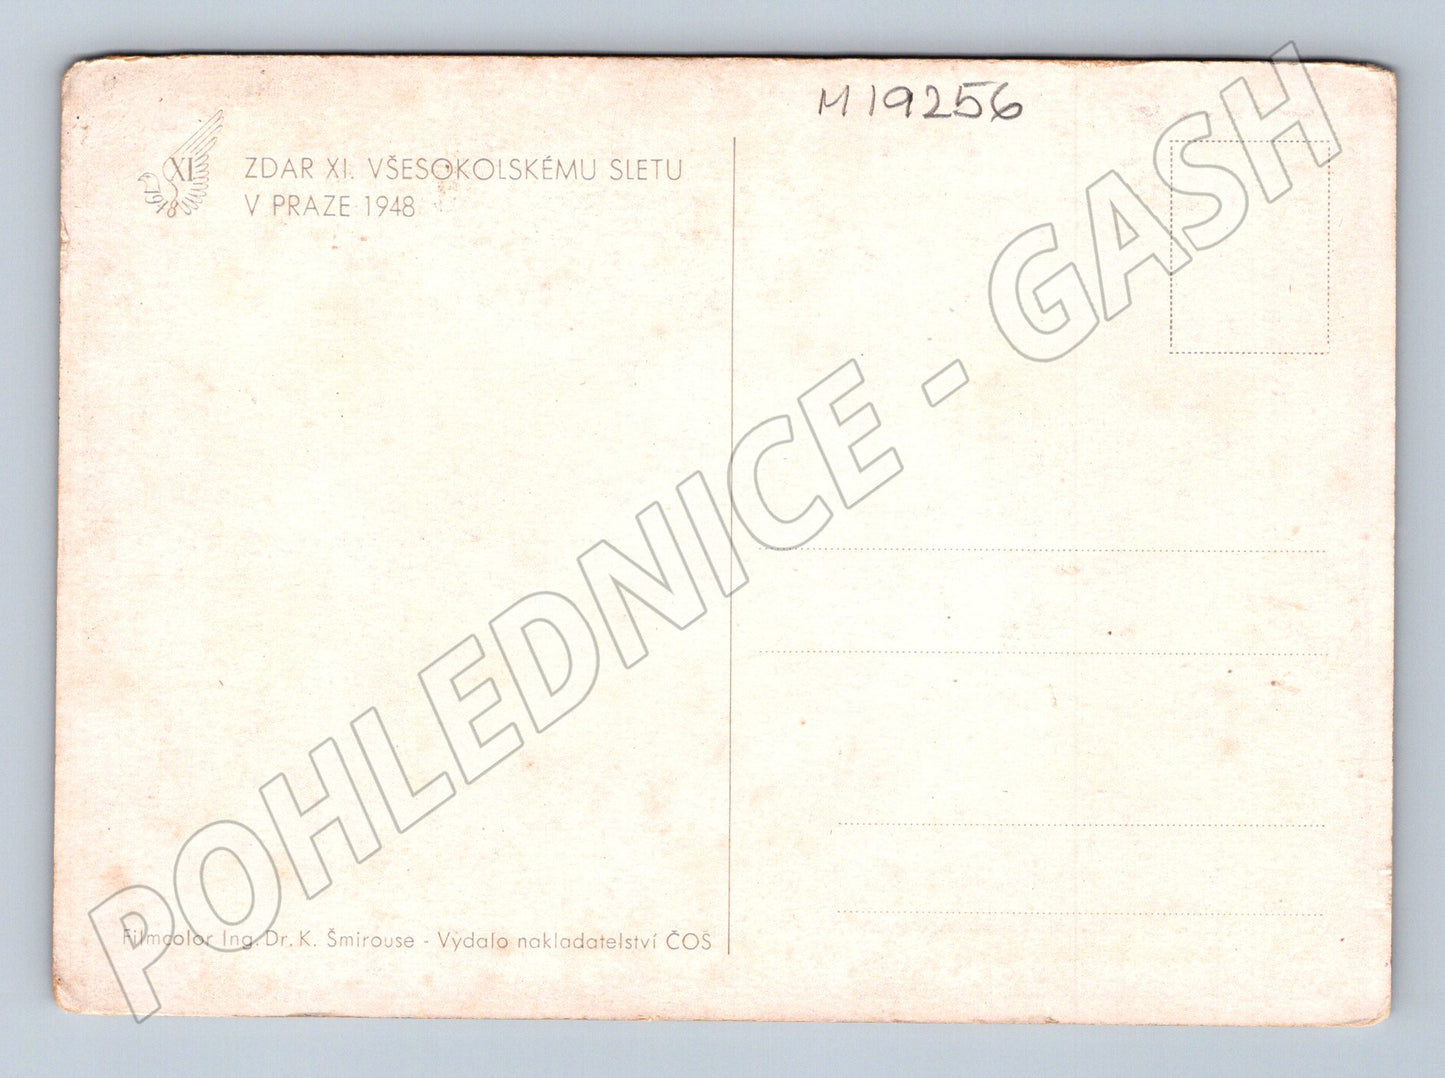 M19256
XI
1948
ZDAR XI. VŠESOKOLSKÉMU SLETU
V PRAZE 1948
POHLEDNICE - GASH
Filmcolor Ing. Dr. K. Šmirouse - Vydalo nakladatelství ČOS